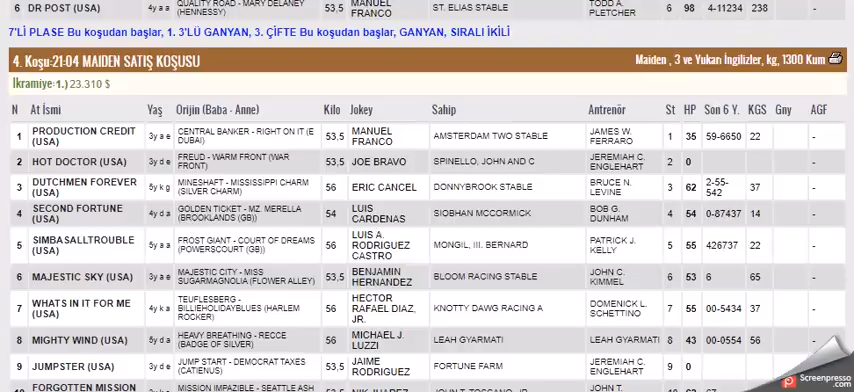 QUALITY ROAD - MARY DELANEY
MANUEL
TODD A.
6 DR POST (USA) 4y a a (HENNESSY) 53,5 FRANCO ST. ELIAS STABLE PLETCHER 6 98 4-11234 238
7'Lİ PLASE Bu koşudan başlar, 1. 3'LÜ GANYAN, 3. ÇİFTE Bu koşudan başlar, GANYAN, SIRALI İKİLİ
4. Koşu-21-04 MAIDEN SATIŞ KOŞUSU Maiden , 3 ve Yukarı İngilizler, kg, 1300 Kum
İkramiye: 1.) 23.310 $
N At İsmi Yaş Orijin (Baba - Anne) Kilo Jokey Sahip Antrenör St HP Son 6 Y. KGS Gny AGF
1 PRODUCTION CREDIT (USA) 3y a e CENTRAL BANKER - RIGHT ON IT (E DUBAI) 53,5 MANUEL FRANCO AMSTERDAM TWO STABLE JAMES W. FERRARO 1 35 59-6650 22 -
2 HOT DOCTOR (USA) 3y d e FREUD - WARM FRONT (WAR FRONT) 53,5 JOE BRAVO SPINELLO, JOHN AND C JEREMIAH C. ENGLEHART 2 0 -
3 DUTCHMEN FOREVER (USA) 5y k g MINESHAFT - MISSISSIPPI CHARM (SILVER CHARM) 56 ERIC CANCEL DONNYBROOK STABLE BRUCE N. LEVINE 3 62 2-55-542 37 -
4 SECOND FORTUNE (USA) 4y d a GOLDEN TICKET - MZ. MERELLA (BROOKLANDS (GB)) 54 LUIS CARDENAS SIOBHAN MCCORMICK BOB G. DUNHAM 4 54 0-87437 14 -
5 SIMBASALLTROUBLE (USA) 5y a a FROST GIANT - COURT OF DREAMS (POWERSCOURT (GB)) 56 LUIS A. RODRIGUEZ CASTRO MONGIL, III. BERNARD PATRICK J. KELLY 5 55 426737 22 -
6 MAJESTIC SKY (USA) 3y a e MAJESTIC CITY - MISS SUGARMAGNOLIA (FLOWER ALLEY) 53,5 BENJAMIN HERNANDEZ BLOOM RACING STABLE JOHN C. KIMMEL 6 53 6 65 -
7 WHATS IN IT FOR ME (USA) 4y k a TEUFLESBERG - BILLIEHOLIDAYBLUES (HARLEM ROCKER) 56 HECTOR RAFAEL DIAZ, JR. KNOTTY DAWG RACING A DOMENICK L. SCHETTINO 7 55 00-5434 37 -
8 MIGHTY WIND (USA) 5y d a HEAVY BREATHING - RECCE (BADGE OF SILVER) 56 MICHAEL J. LUZZI LEAH GYARMATI LEAH GYARMATI 8 43 00-0554 56 -
9 JUMPSTER (USA) 3y d e JUMP START - DEMOCRAT TAXES (CATIENUS) 53,5 JAIME RODRIGUEZ FORTUNE FARM JEREMIAH C. ENGLEHART 9 0
FORGOTTEN MISSION MISSION IMPAZIBLE - SEATTLE ASH JOHN T.
Screenpresso
.com